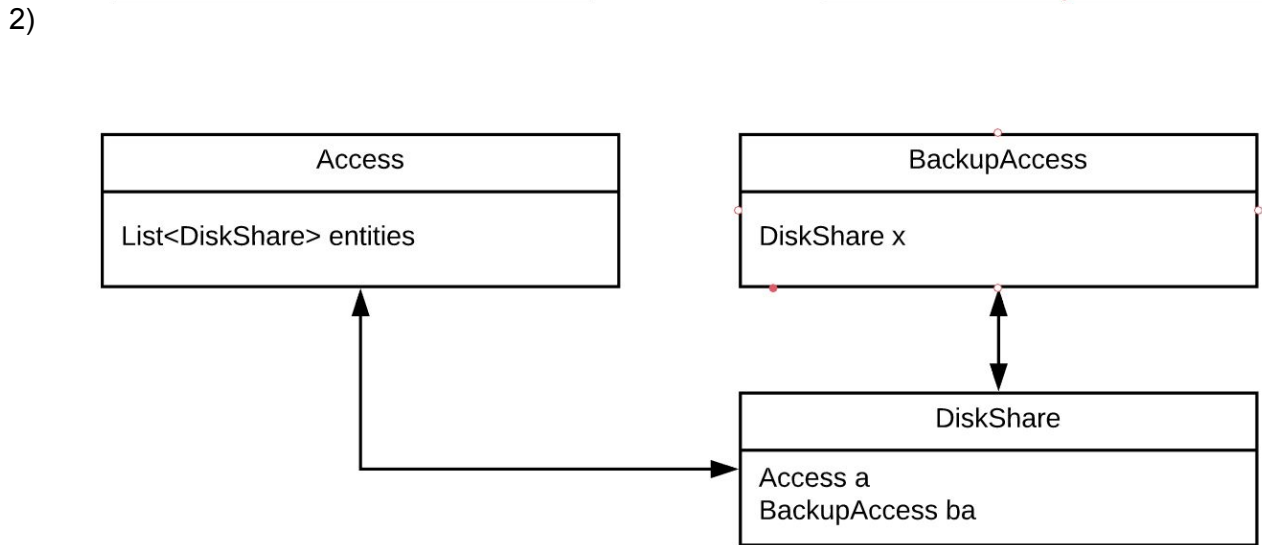 2)
Access
List<DiskShare> entities
BackupAccess
DiskShare x
DiskShare
Access a
BackupAccess ba